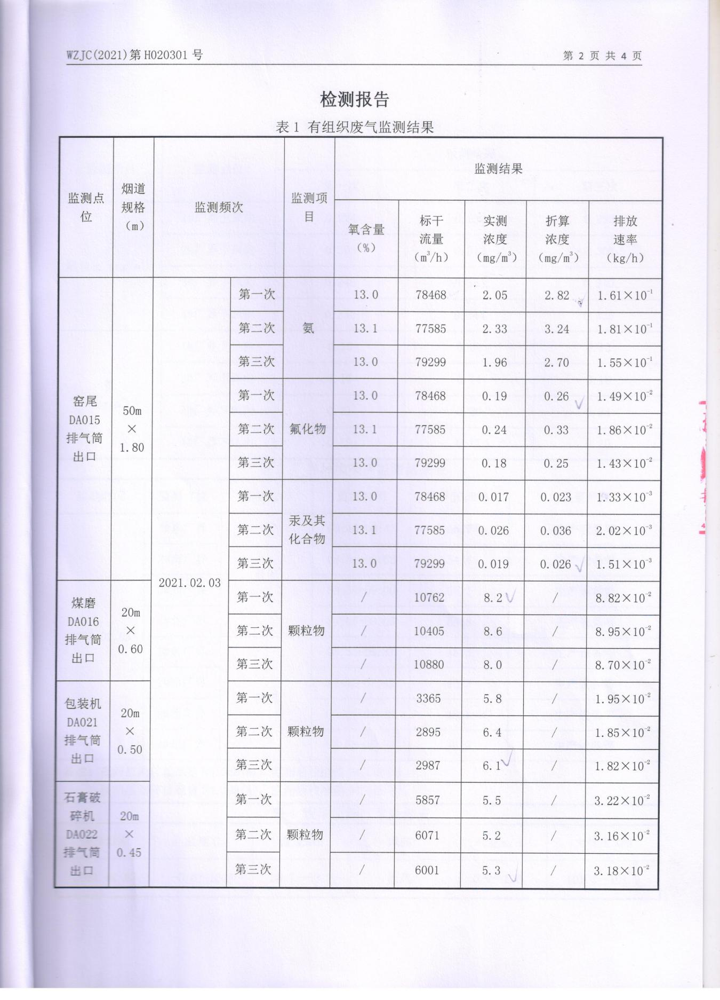 WZJC(2021)第H020301号 第 2 页 共 4 页
检测报告
表 1 有组织废气监测结果
监测点位 烟道规格（m） 监测频次 监测项目 监测结果
氧含量（%） 标干流量（m³/h） 实测浓度（mg/m³） 折算浓度（mg/m³） 排放速率（kg/h）
窑尾DA015排气筒出口 50m×1.80 2021.02.03 第一次 氨 13.0 78468 2.05 2.82 1.61×10⁻¹
第二次 13.1 77585 2.33 3.24 1.81×10⁻¹
第三次 13.0 79299 1.96 2.70 1.55×10⁻¹
第一次 氟化物 13.0 78468 0.19 0.26 1.49×10⁻²
第二次 13.1 77585 0.24 0.33 1.86×10⁻²
第三次 13.0 79299 0.18 0.25 1.43×10⁻²
第一次 汞及其化合物 13.0 78468 0.017 0.023 1.33×10⁻³
第二次 13.1 77585 0.026 0.036 2.02×10⁻³
第三次 13.0 79299 0.019 0.026 1.51×10⁻³
煤磨DA016排气筒出口 20m×0.60 第一次 颗粒物 / 10762 8.2 / 8.82×10⁻²
第二次 / 10405 8.6 / 8.95×10⁻²
第三次 / 10880 8.0 / 8.70×10⁻²
包装机DA021排气筒出口 20m×0.50 第一次 颗粒物 / 3365 5.8 / 1.95×10⁻²
第二次 / 2895 6.4 / 1.85×10⁻²
第三次 / 2987 6.1 / 1.82×10⁻²
石膏破碎机DA022排气筒出口 20m×0.45 第一次 颗粒物 / 5857 5.5 / 3.22×10⁻²
第二次 / 6071 5.2 / 3.16×10⁻²
第三次 / 6001 5.3 / 3.18×10⁻²